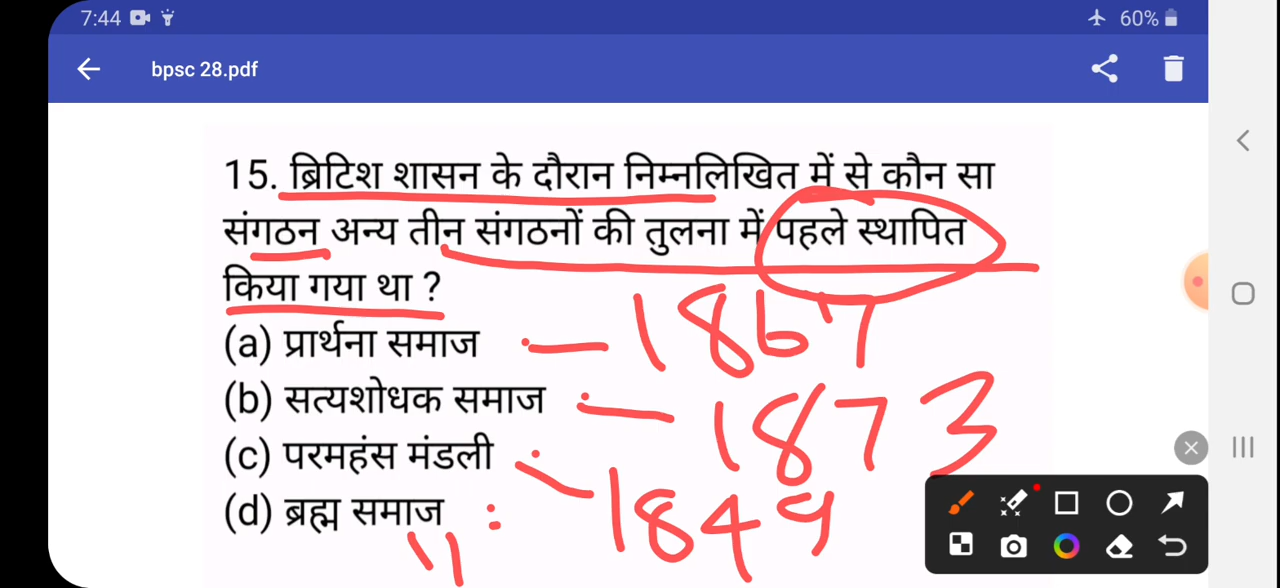 7:44 60%
bpsc 28.pdf
15. ब्रिटिश शासन के दौरान निम्नलिखित में से कौन सा
संगठन अन्य तीन संगठनों की तुलना में पहले स्थापित
किया गया था ?
(a) प्रार्थना समाज - 1867
(b) सत्यशोधक समाज - 1873
(c) परमहंस मंडली - 1849
(d) ब्रह्म समाज :